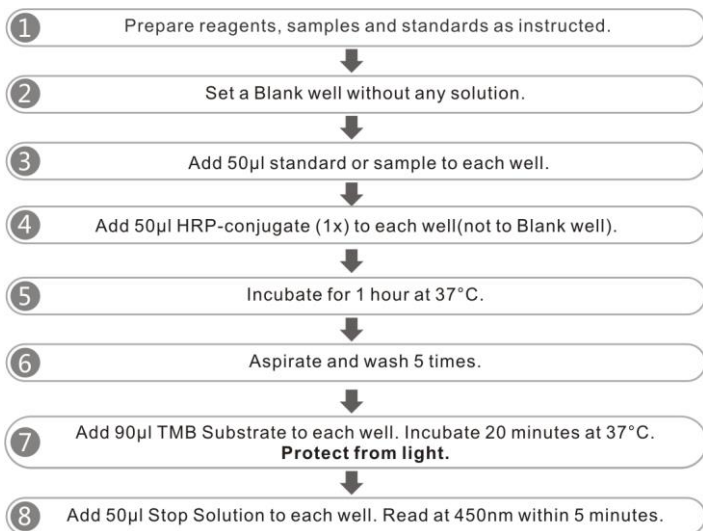 1 Prepare reagents, samples and standards as instructed.
2 Set a Blank well without any solution.
3 Add 50μl standard or sample to each well.
4 Add 50μl HRP-conjugate (1x) to each well(not to Blank well).
5 Incubate for 1 hour at 37°C.
6 Aspirate and wash 5 times.
7 Add 90μl TMB Substrate to each well. Incubate 20 minutes at 37°C.
Protect from light.
8 Add 50μl Stop Solution to each well. Read at 450nm within 5 minutes.